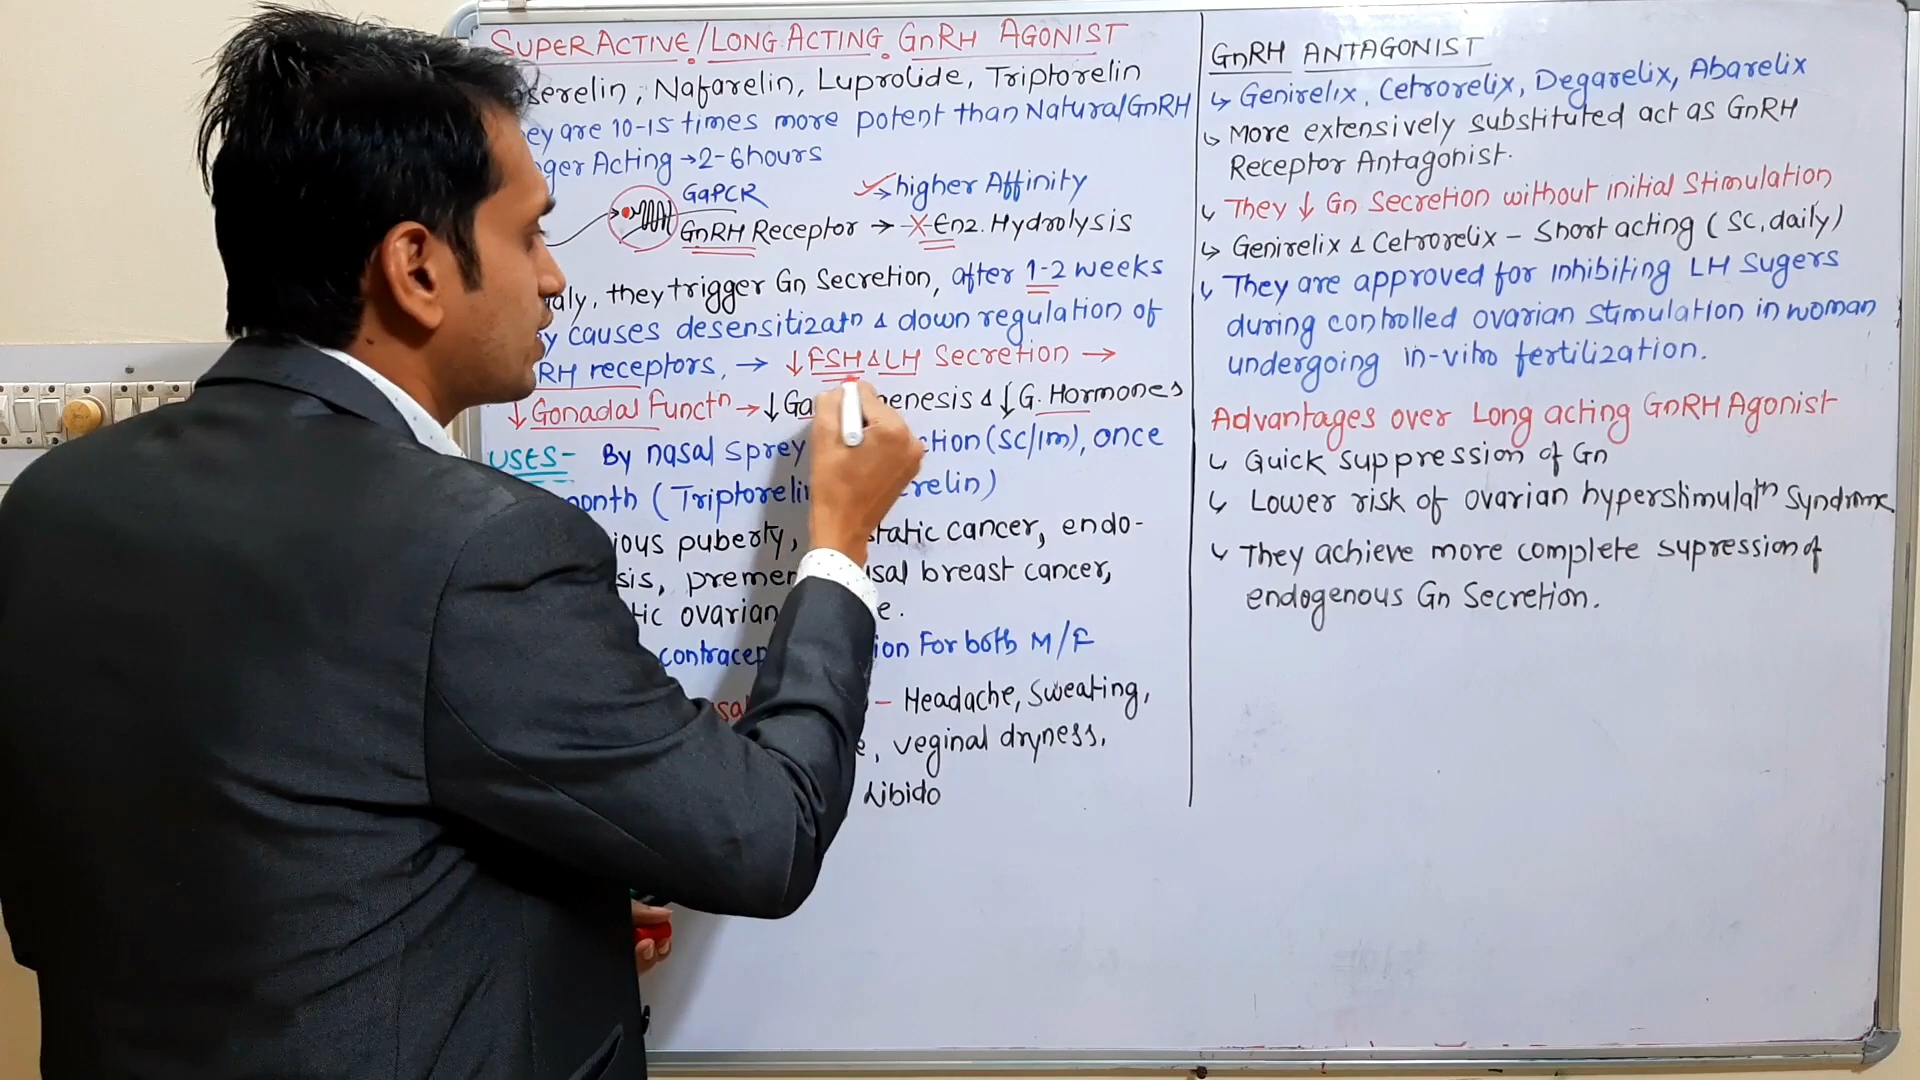 SUPER ACTIVE/LONG ACTING GnRH AGONIST
serelin, Nafarelin, Luprolide, Triptorelin
ey are 10-15 times more potent than Natural GnRH
ger Acting → 2-6 hours
GqPCR
✓ higher Affinity
GnRH Receptor → X Enz. Hydrolysis
aly, they trigger Gn Secretion, after 1-2 weeks
y causes desensitizatn & down regulation of
RH receptors, → ↓ FSH & LH Secretion →
↓ Gonadal Functn → ↓ Ga enesis & ↓ G. Hormones
USES- By nasal sprey ction (SC/IM), once
onth (Triptoreli relin)
ious puberty, tatic cancer, endo-
sis, premen usal breast cancer,
tic ovarian e.
contracep ion For both M/F
sa – Headache, Sweating,
e, veginal dryness,
Libido
GnRH ANTAGONIST
↳ Genirelix, Cetrorelix, Degarelix, Abarelix
↳ More extensively substituted act as GnRH
Receptor Antagonist.
↳ They ↓ Gn Secretion without initial Stimulation
↳ Genirelix & Cetrorelix – Short acting (SC, daily)
↳ They are approved for inhibiting LH sugers
during controlled ovarian stimulation in woman
undergoing in-vitro fertilization.
Advantages over Long acting GnRH Agonist
↳ Quick suppression of Gn
↳ Lower risk of ovarian hyperstimulatn Syndrome
↳ They achieve more complete supression of
endogenous Gn Secretion.